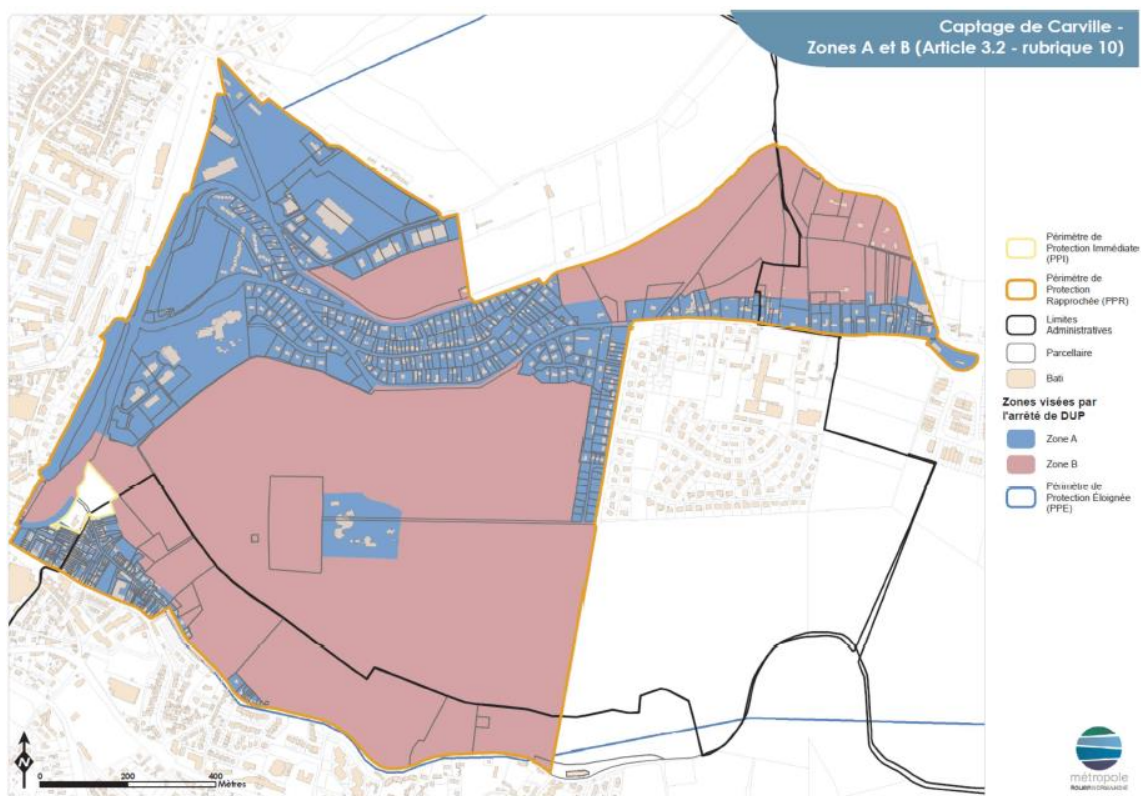 Captage de Carville -
Zones A et B (Article 3.2 - rubrique 10)
Périmètre de
Protection Immédiate
(PPI)
Périmètre de
Protection
Rapprochée (PPR)
Limites
Administratives
Parcellaire
Bati
Zones visées par
l'arrêté de DUP
Zone A
Zone B
Périmètre de
Protection Éloignée
(PPE)
N
0 200 400
Mètres
métropole
ROUENNORMANDIE